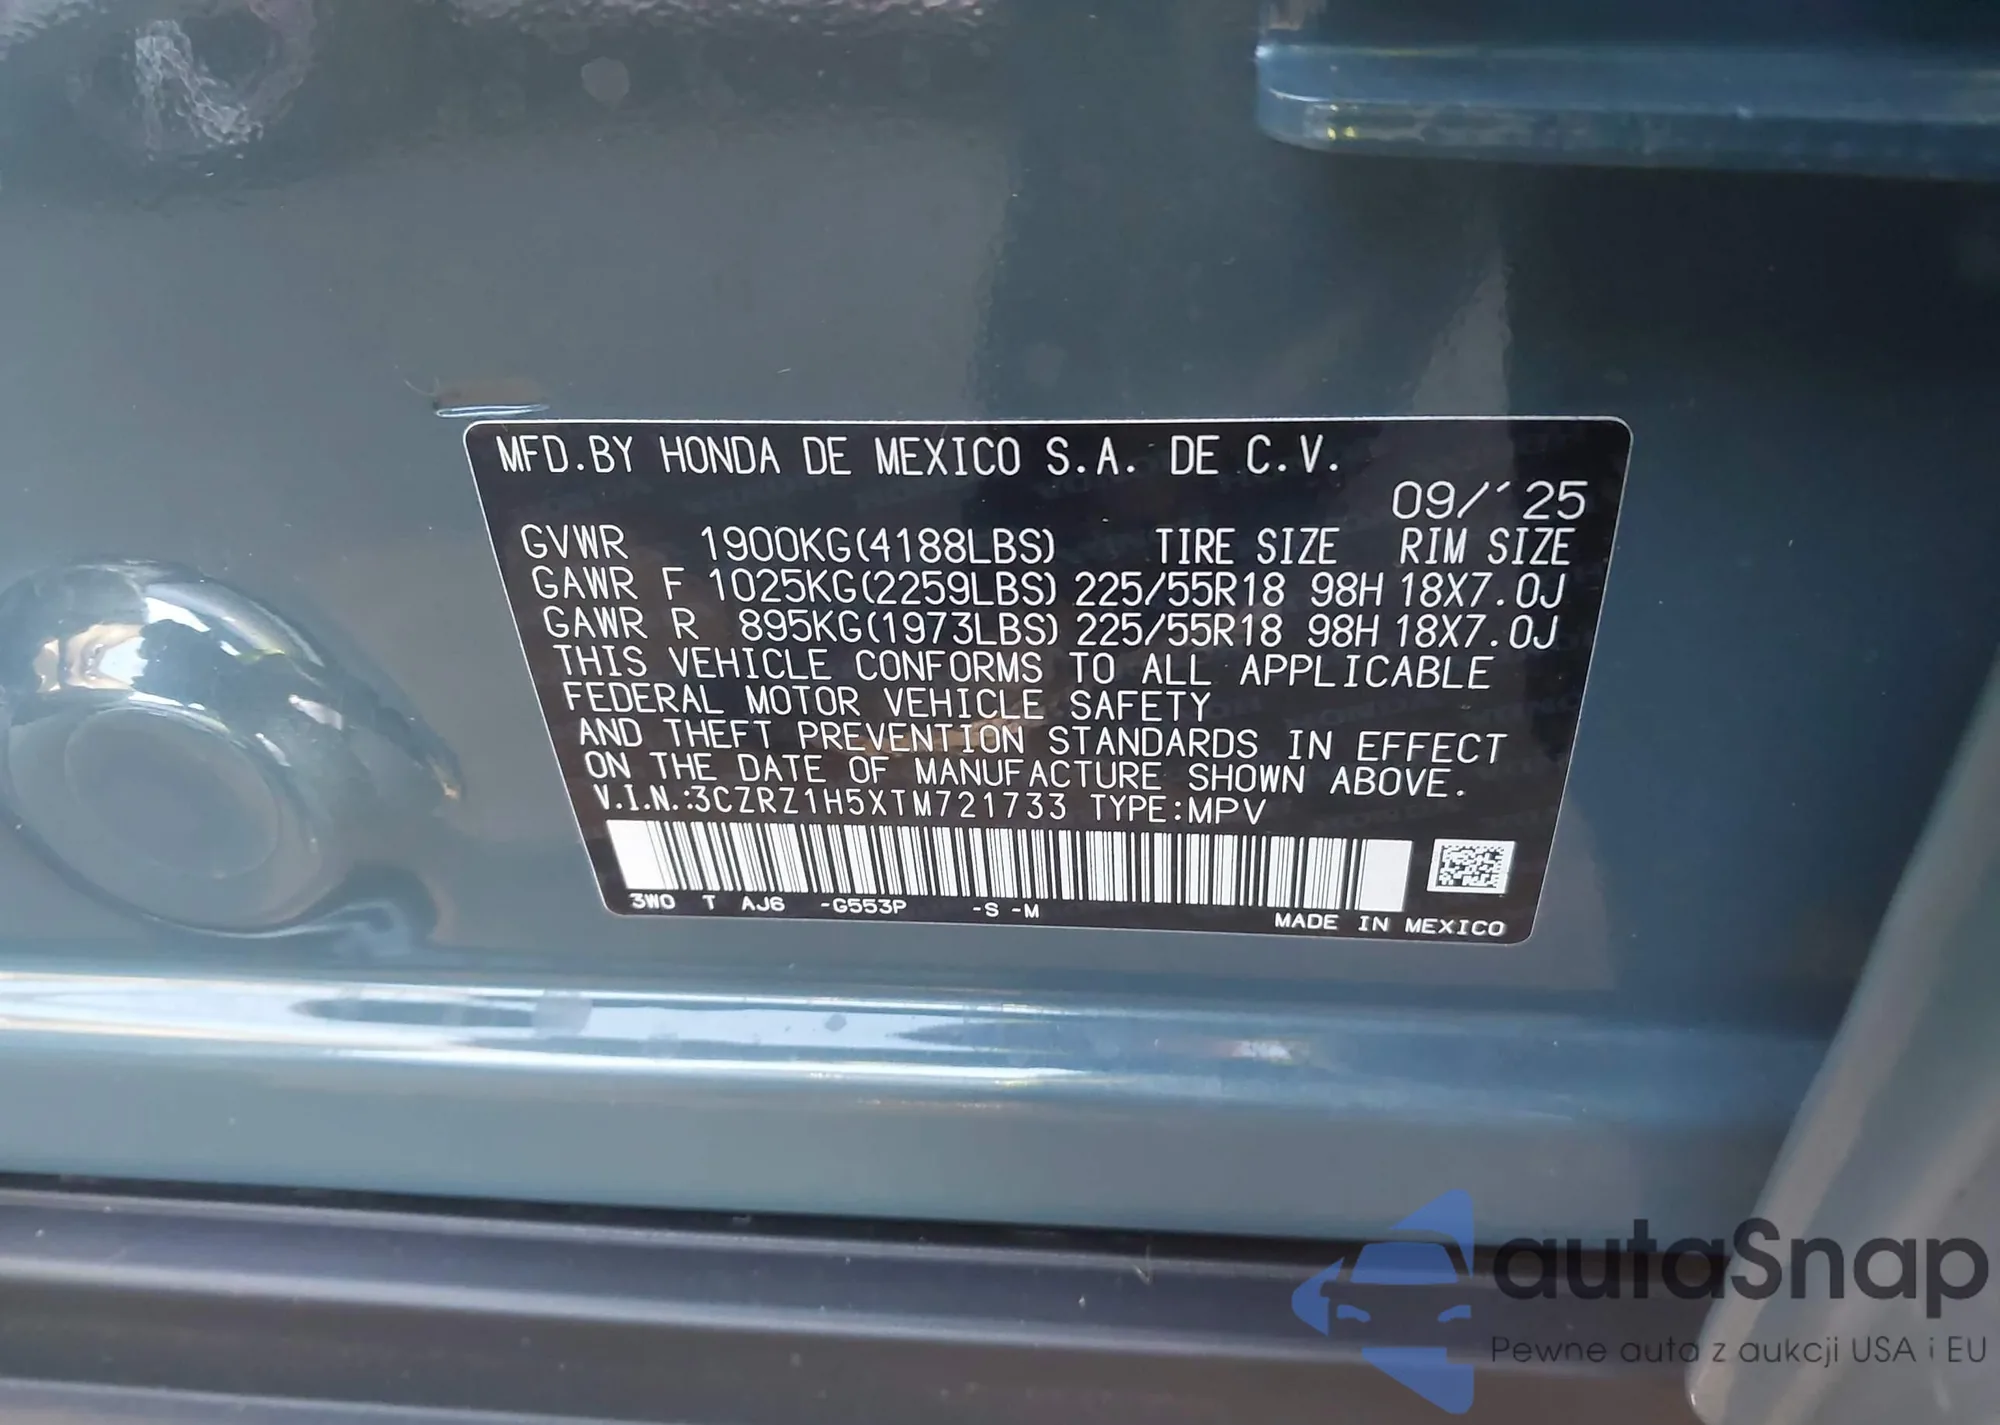 MFD.BY HONDA DE MEXICO S.A. DE C.V.
09/´25
GVWR 1900KG(4188LBS) TIRE SIZE RIM SIZE
GAWR F 1025KG(2259LBS) 225/55R18 98H 18X7.0J
GAWR R 895KG(1973LBS) 225/55R18 98H 18X7.0J
THIS VEHICLE CONFORMS TO ALL APPLICABLE
FEDERAL MOTOR VEHICLE SAFETY
AND THEFT PREVENTION STANDARDS IN EFFECT
ON THE DATE OF MANUFACTURE SHOWN ABOVE.
V.I.N.:3CZRZ1H5XTM721733 TYPE:MPV
3W0 T AJ6 -G553P -S -M
MADE IN MEXICO
autaSnap
Pewne auta z aukcji USA i EU